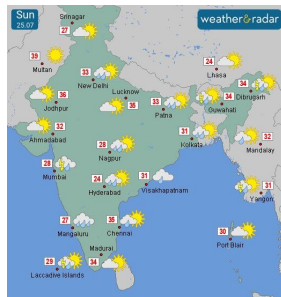 Sun
25.07
weather&radar
Srinagar
27
39
Multan
33
New Delhi
24
Lhasa
34
Dibrugarh
36
Jodhpur
Lucknow
35
33
Patna
34
Guwahati
32
Ahmadabad
31
Kolkata
32
Mandalay
28
Nagpur
28
Mumbai
24
Hyderabad
31
Visakhapatnam
31
Yangon
27
Mangaluru
35
Chennai
30
Port Blair
Madurai
34
29
Laccadive Islands